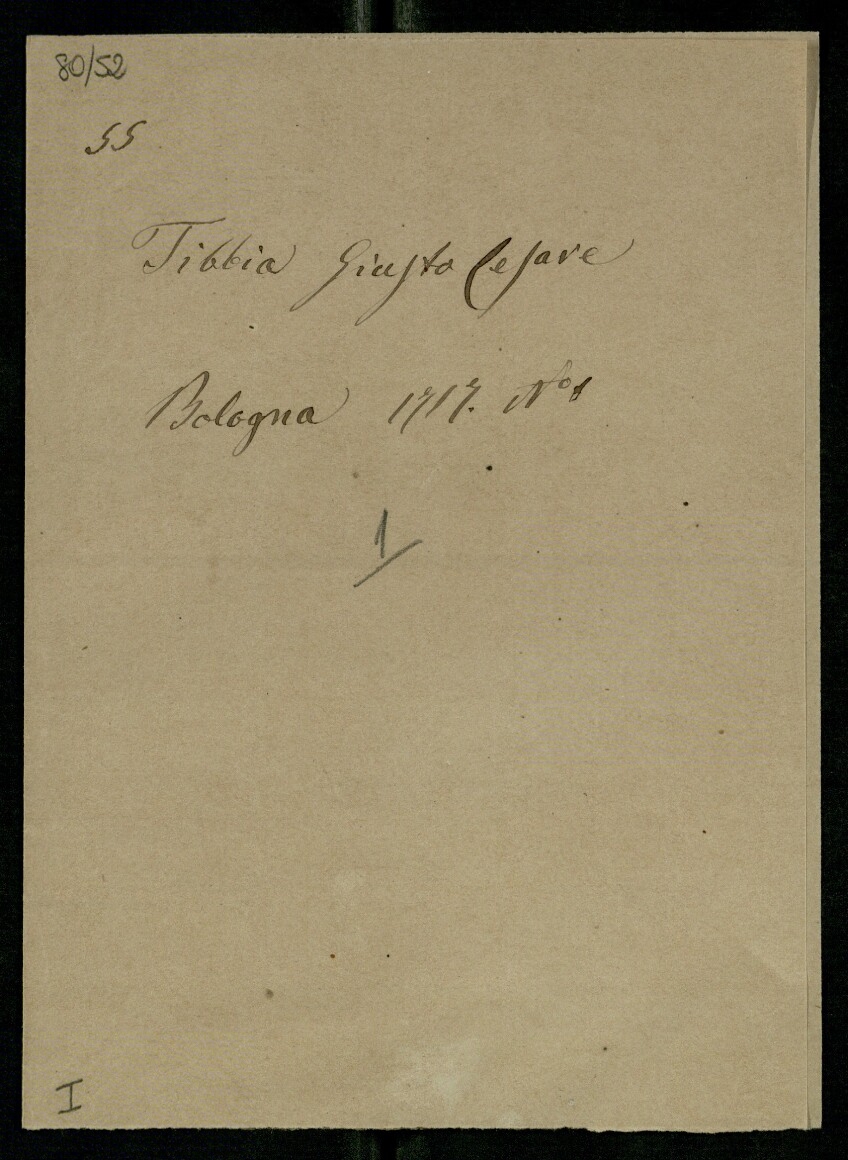 80/52
55
Tibbia Giusto Cesare
Bologna 1717. No 1
1
I